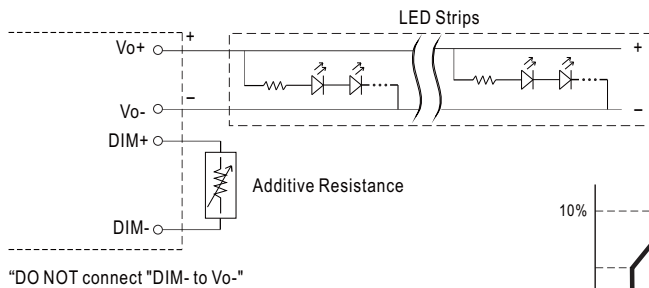 LED Strips
Vo+ + +
Vo- – –
DIM+
Additive Resistance
DIM-
10%
"DO NOT connect "DIM- to Vo-"